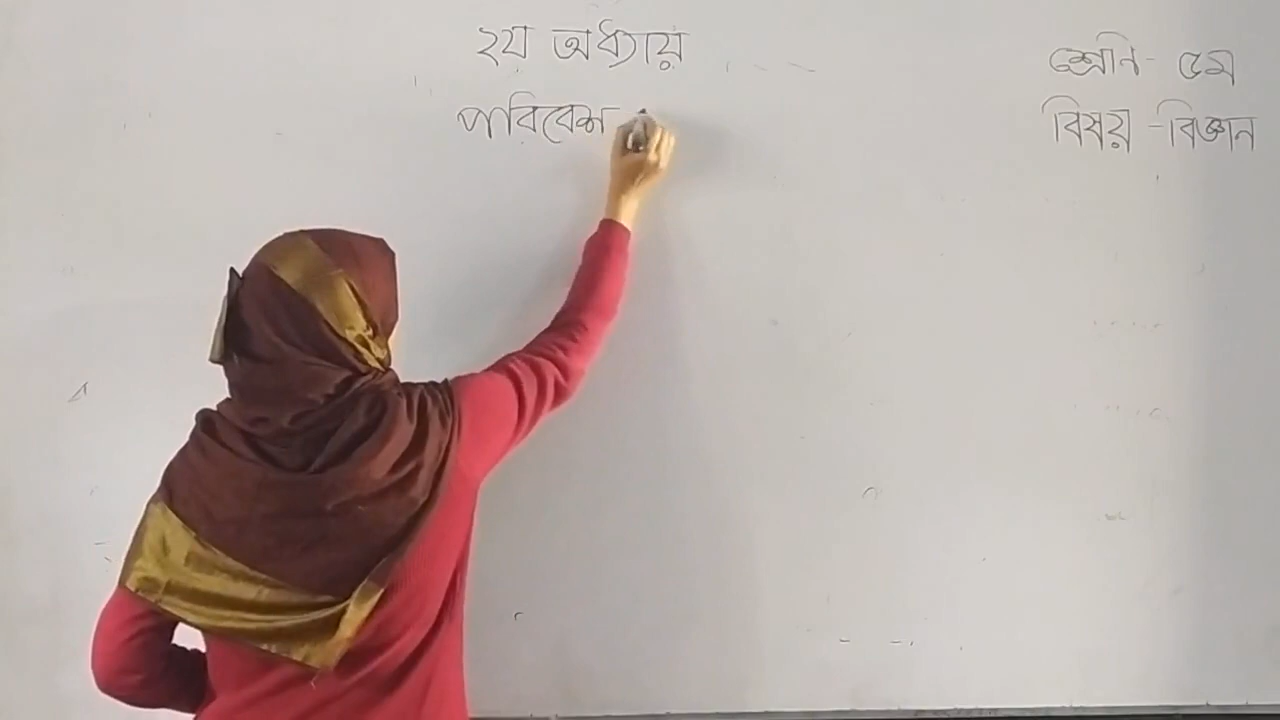 ২য় অধ্যায়
পরিবেশ
শ্রেনি - ৫ম
বিষয় - বিজ্ঞান